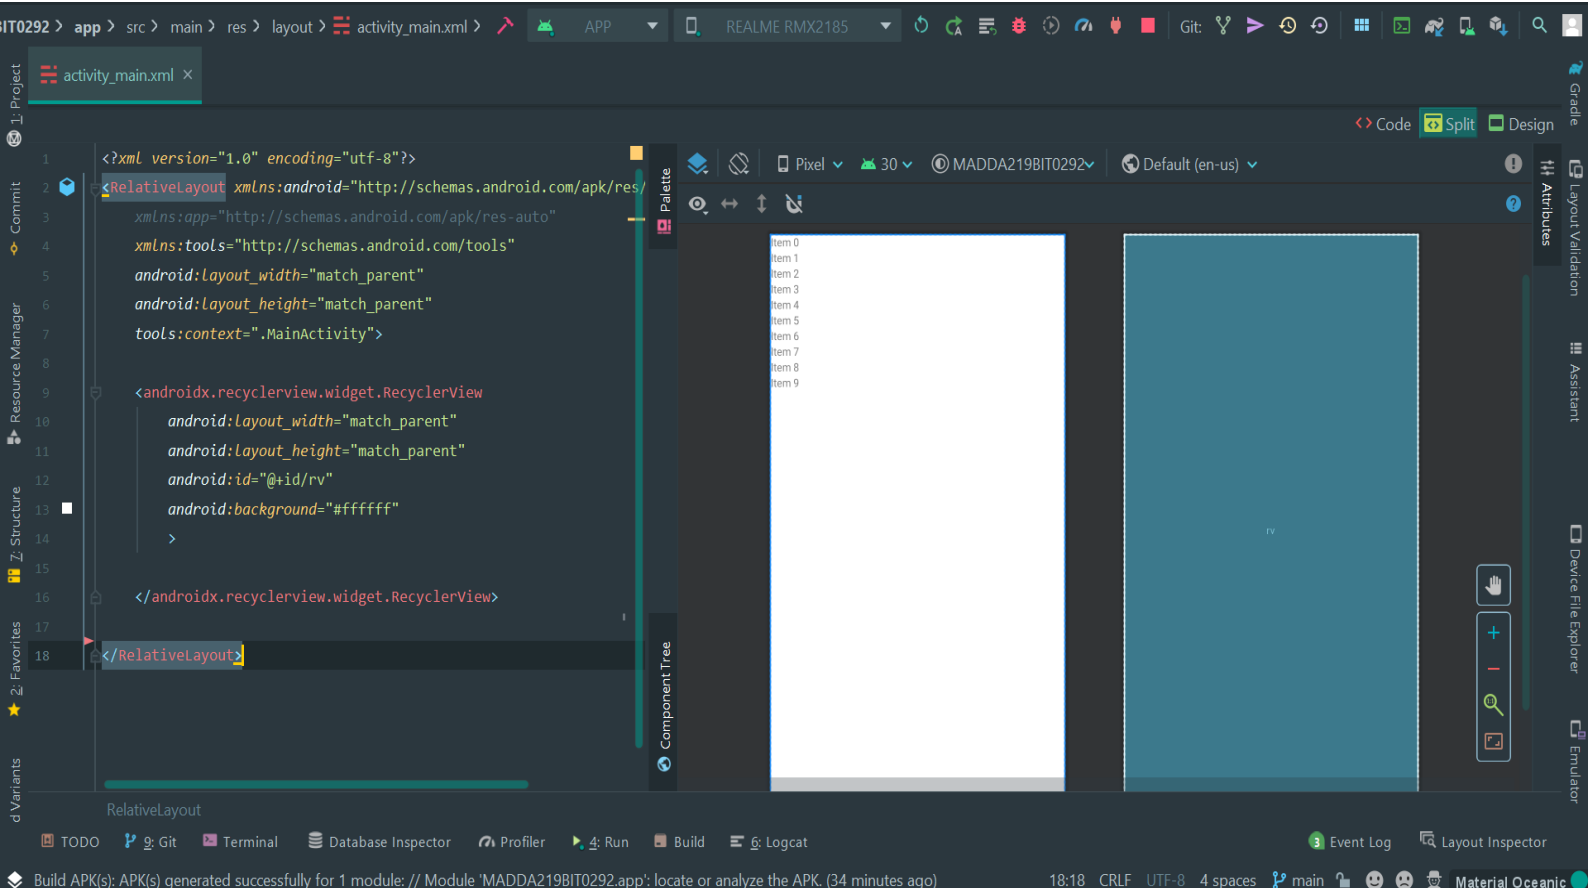 BIT0292 > app > src > main > res > layout > activity_main.xml > APP REALME RMX2185 Git:
activity_main.xml ×
<> Code Split Design
1 <?xml version="1.0" encoding="utf-8"?>
2 <RelativeLayout xmlns:android="http://schemas.android.com/apk/res/
3 xmlns:app="http://schemas.android.com/apk/res-auto"
4 xmlns:tools="http://schemas.android.com/tools"
5 android:layout_width="match_parent"
6 android:layout_height="match_parent"
7 tools:context=".MainActivity">
8
9 <androidx.recyclerview.widget.RecyclerView
10 android:layout_width="match_parent"
11 android:layout_height="match_parent"
12 android:id="@+id/rv"
13 android:background="#ffffff"
14 >
15
16 </androidx.recyclerview.widget.RecyclerView>
17
18 </RelativeLayout>
RelativeLayout
1: Project
Commit
Resource Manager
7: Structure
2: Favorites
d Variants
Palette
Component Tree
Pixel 30 MADDA219BIT0292 Default (en-us)
Item 0
Item 1
Item 2
Item 3
Item 4
Item 5
Item 6
Item 7
Item 8
Item 9
rv
Attributes
Gradle
Layout Validation
Assistant
Device File Explorer
Emulator
TODO 9: Git Terminal Database Inspector Profiler 4: Run Build 6: Logcat 3 Event Log Layout Inspector
Build APK(s): APK(s) generated successfully for 1 module: // Module 'MADDA219BIT0292.app': locate or analyze the APK. (34 minutes ago) 18:18 CRLF UTF-8 4 spaces main Material Oceanic